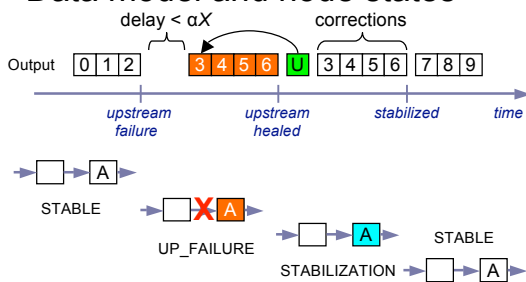 Data model and node states
delay < αX
corrections
Output 0 1 2 3 4 5 6 U 3 4 5 6 7 8 9
upstream failure
upstream healed
stabilized
time
A
STABLE
X A
UP_FAILURE
A
STABILIZATION
STABLE
A